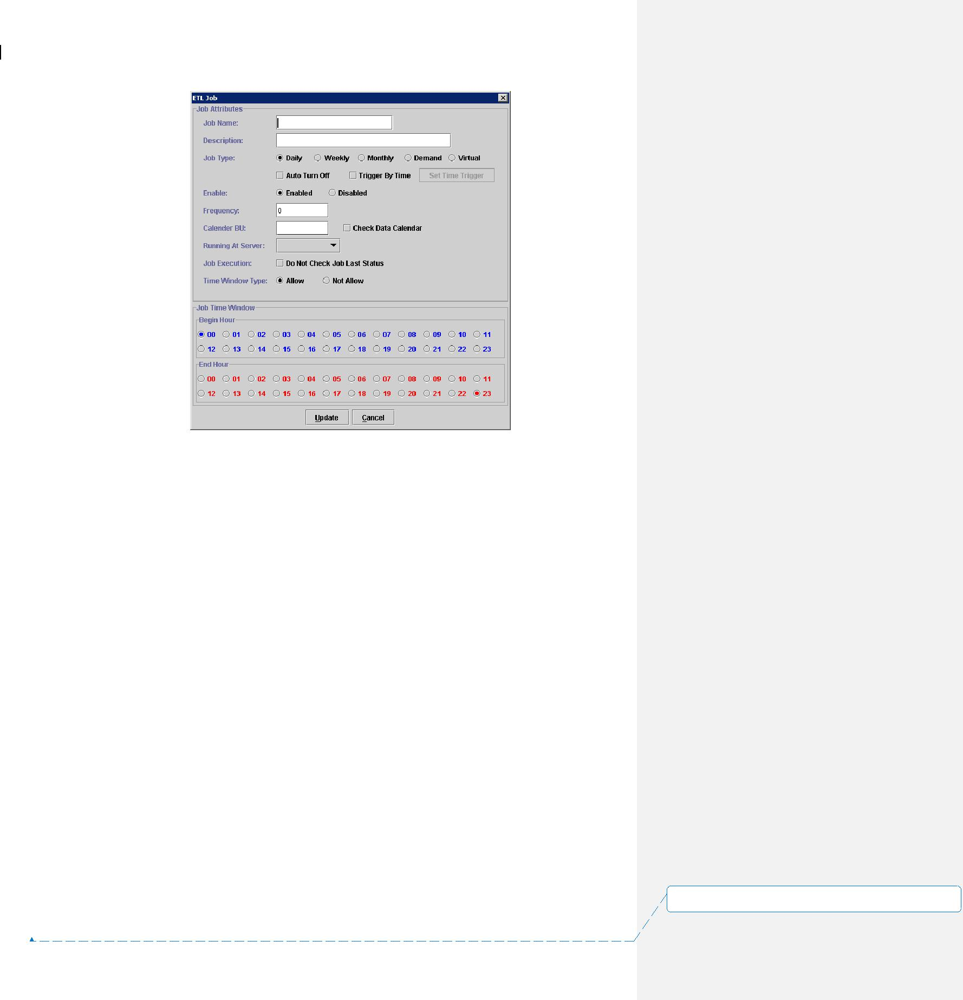 ETL Job
Job Attributes
Job Name:
Description:
Job Type: Daily Weekly Monthly Demand Virtual
Auto Turn Off Trigger By Time Set Time Trigger
Enable: Enabled Disabled
Frequency: 0
Calender BU: Check Data Calendar
Running At Server:
Job Execution: Do Not Check Job Last Status
Time Window Type: Allow Not Allow
Job Time Window
Begin Hour
00 01 02 03 04 05 06 07 08 09 10 11
12 13 14 15 16 17 18 19 20 21 22 23
End Hour
00 01 02 03 04 05 06 07 08 09 10 11
12 13 14 15 16 17 18 19 20 21 22 23
Update Cancel